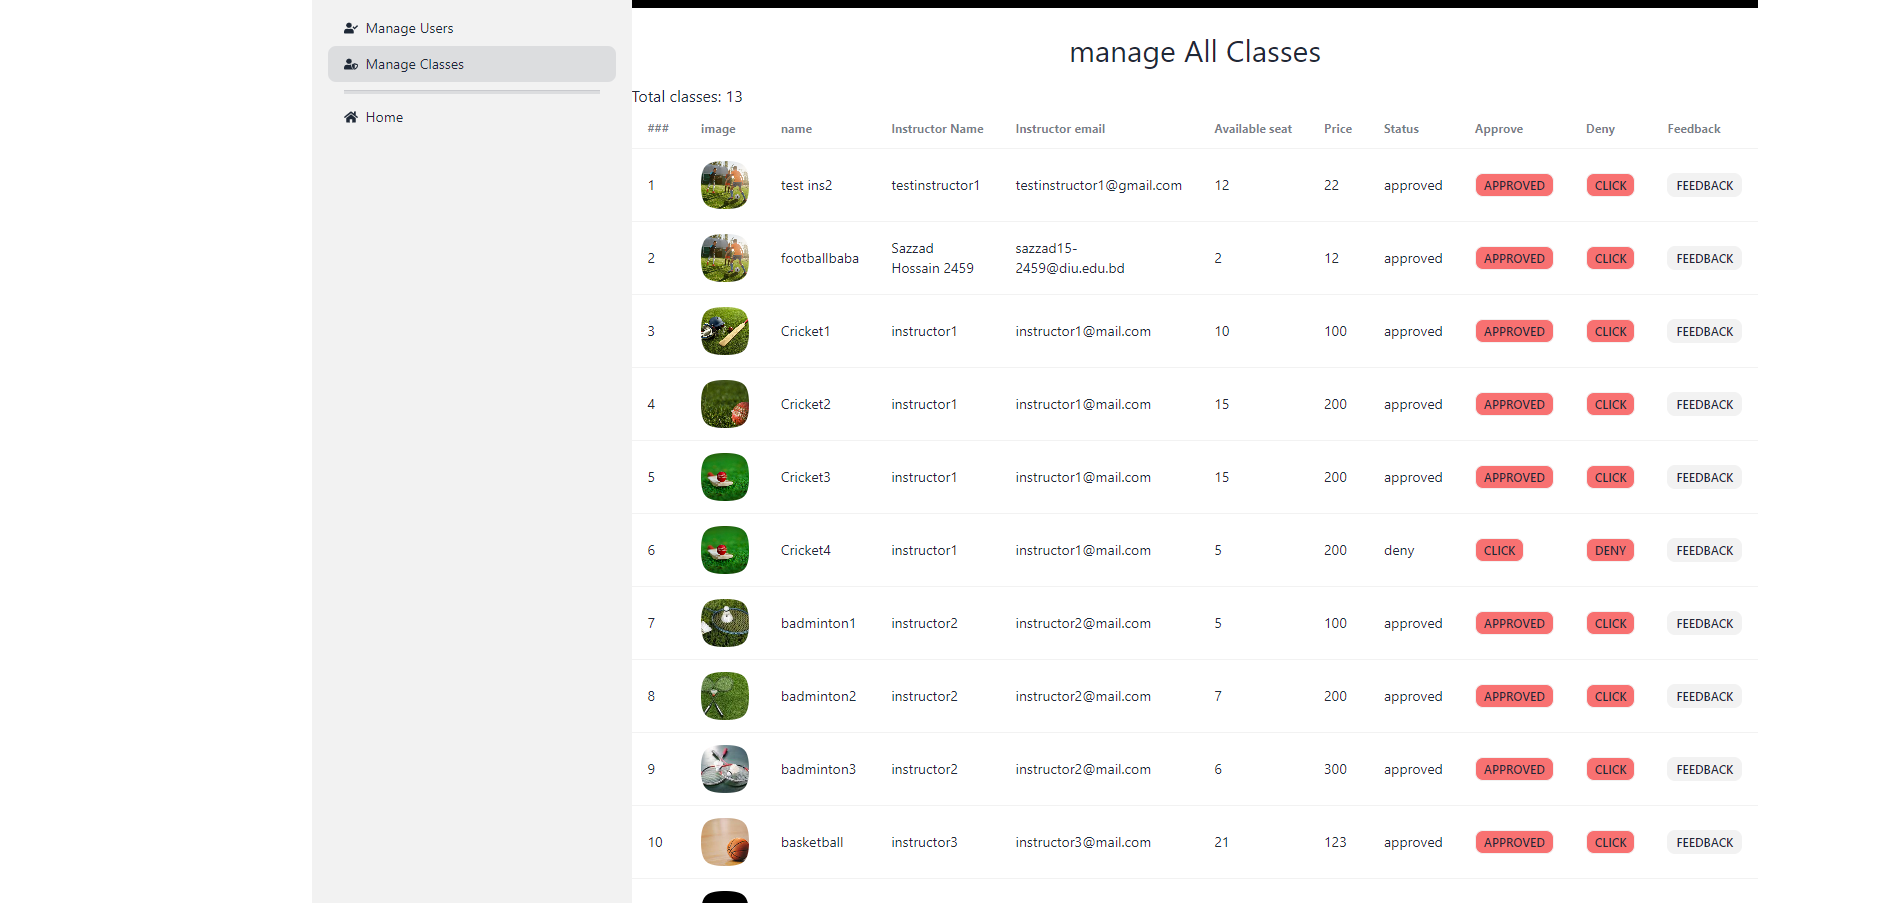 Manage Users
Manage Classes
Home
manage All Classes
Total classes: 13
### image name Instructor Name Instructor email Available seat Price Status Approve Deny Feedback
1 test ins2 testinstructor1 testinstructor1@gmail.com 12 22 approved APPROVED CLICK FEEDBACK
2 footballbaba Sazzad Hossain 2459 sazzad15-2459@diu.edu.bd 2 12 approved APPROVED CLICK FEEDBACK
3 Cricket1 instructor1 instructor1@mail.com 10 100 approved APPROVED CLICK FEEDBACK
4 Cricket2 instructor1 instructor1@mail.com 15 200 approved APPROVED CLICK FEEDBACK
5 Cricket3 instructor1 instructor1@mail.com 15 200 approved APPROVED CLICK FEEDBACK
6 Cricket4 instructor1 instructor1@mail.com 5 200 deny CLICK DENY FEEDBACK
7 badminton1 instructor2 instructor2@mail.com 5 100 approved APPROVED CLICK FEEDBACK
8 badminton2 instructor2 instructor2@mail.com 7 200 approved APPROVED CLICK FEEDBACK
9 badminton3 instructor2 instructor2@mail.com 6 300 approved APPROVED CLICK FEEDBACK
10 basketball instructor3 instructor3@mail.com 21 123 approved APPROVED CLICK FEEDBACK